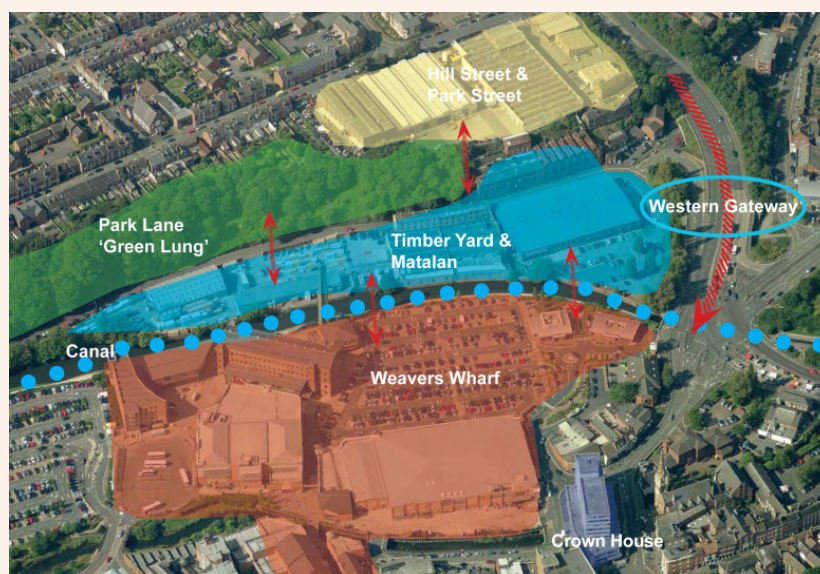 Hill Street &
Park Street
Western Gateway
Park Lane
'Green Lung'
Timber Yard &
Matalan
Canal
Weavers Wharf
Crown House